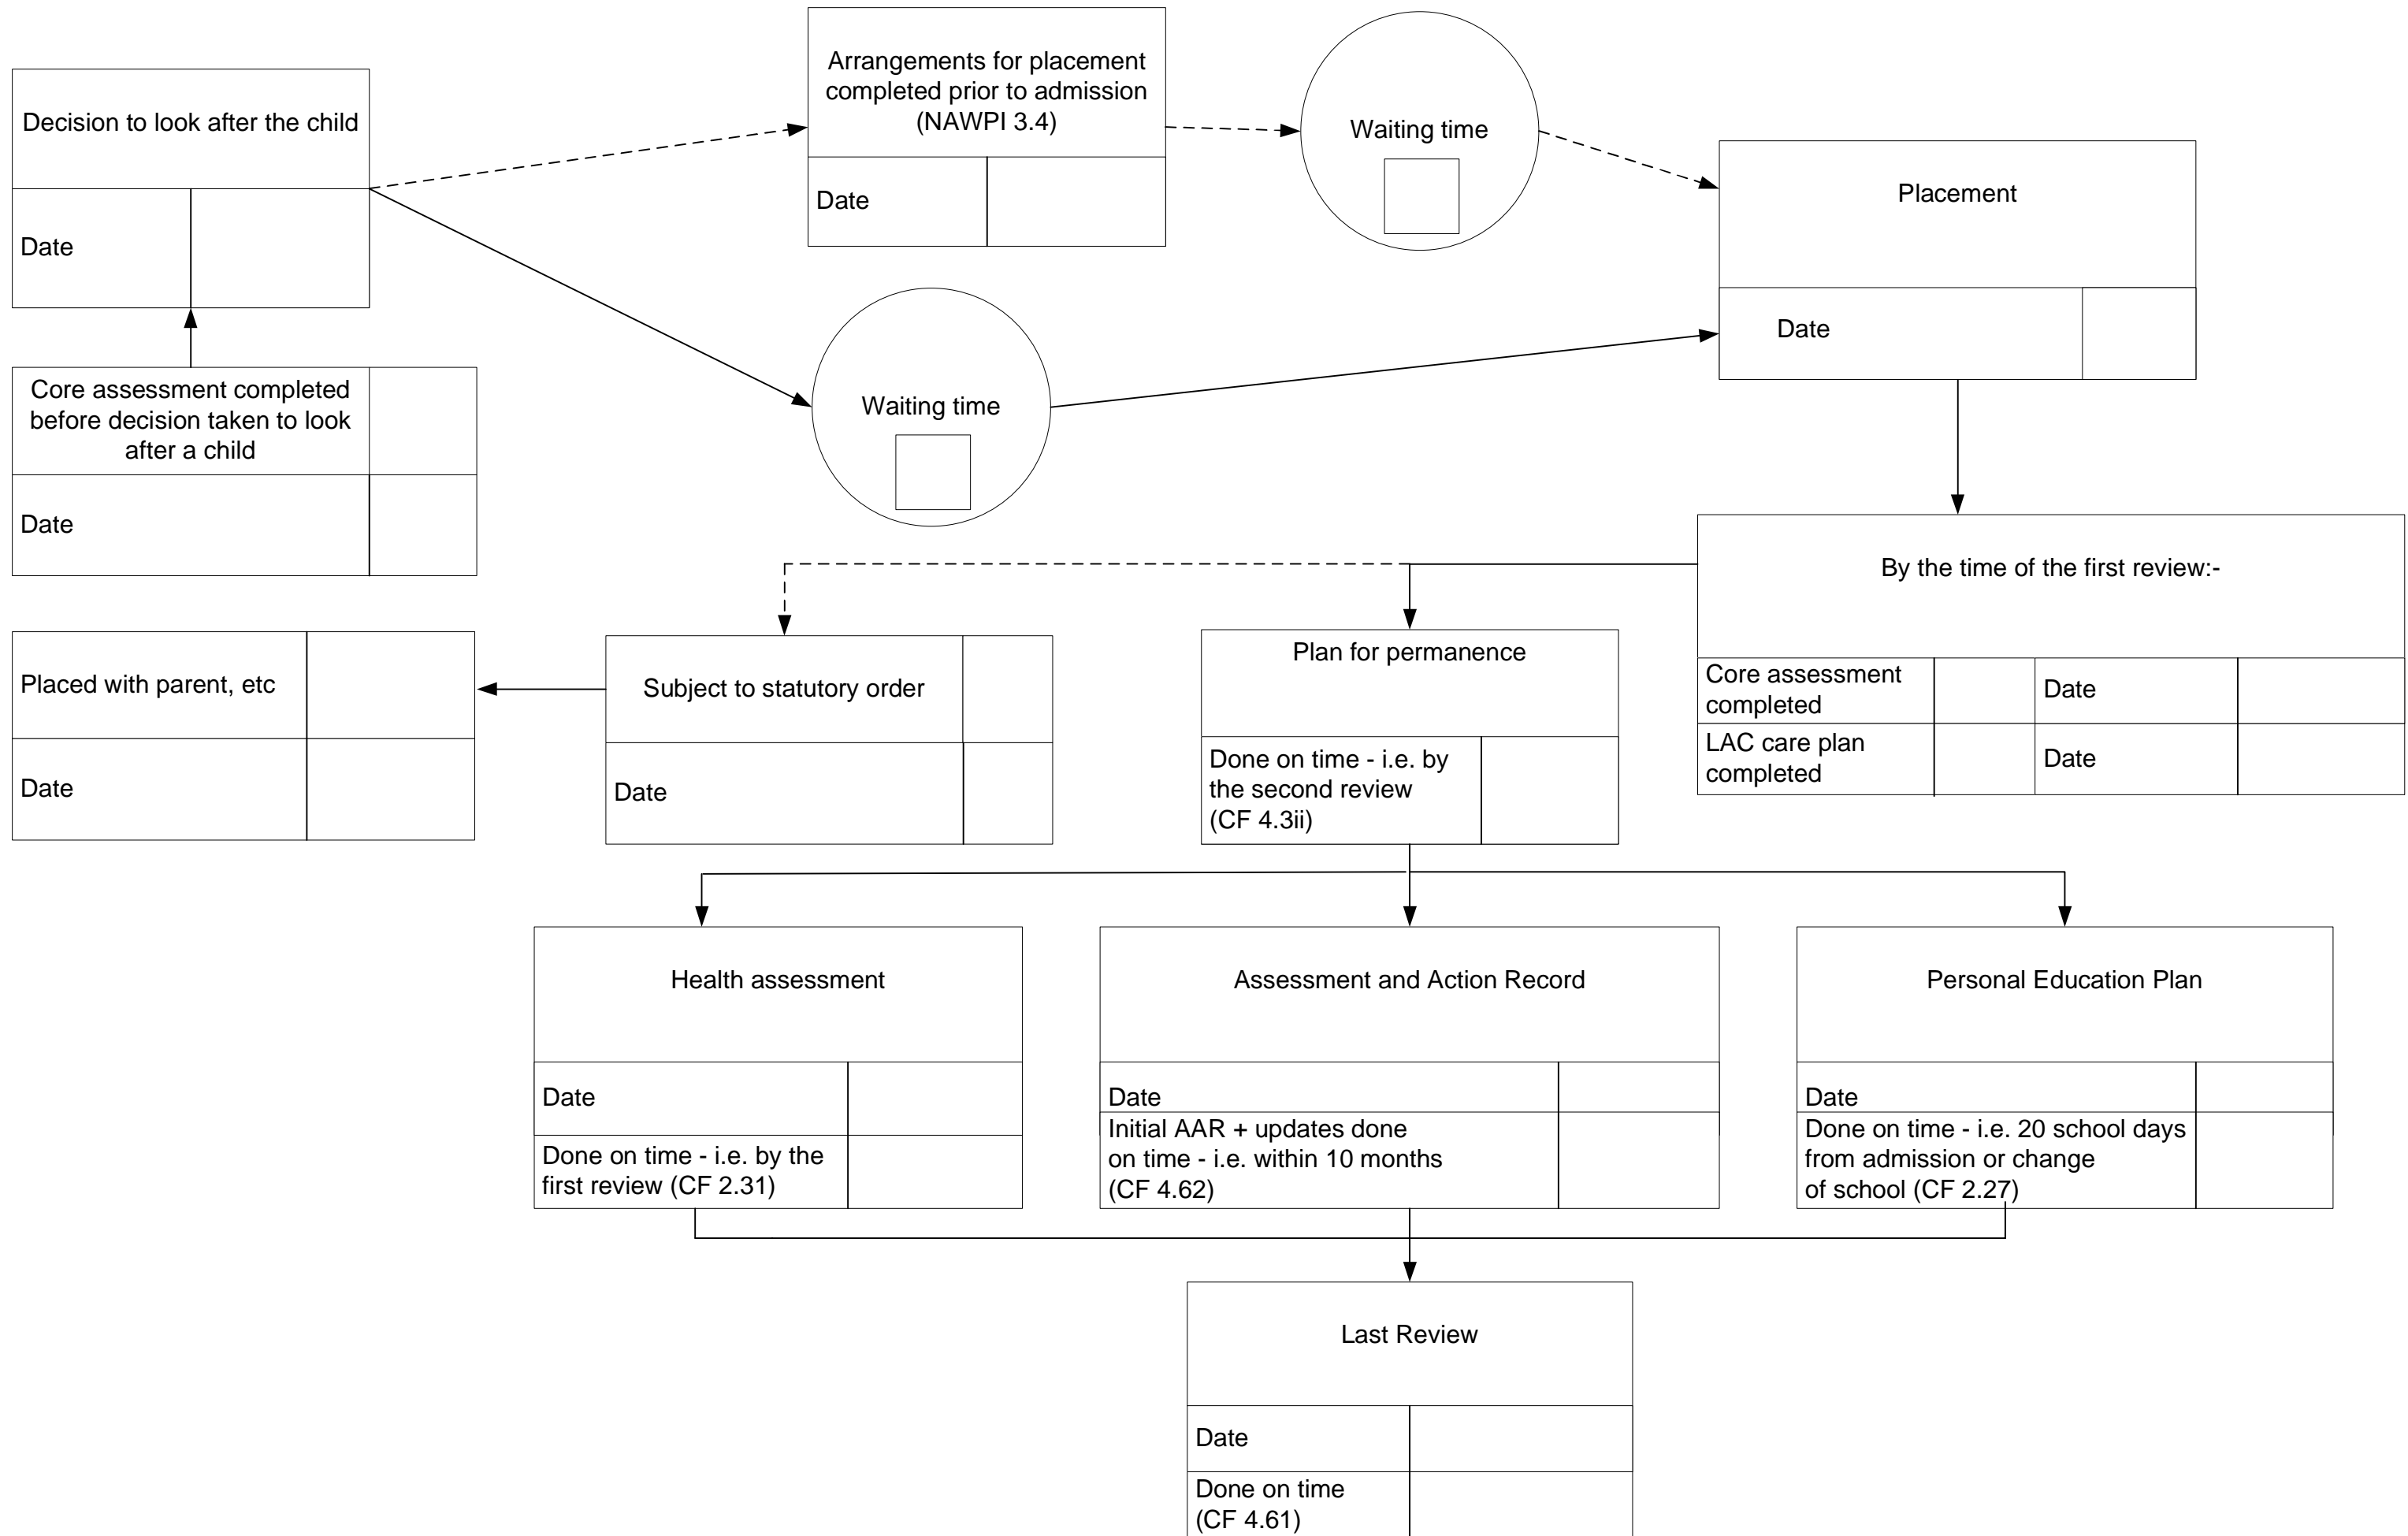 Decision to look after the child
Date
Arrangements for placement
completed prior to admission
(NAWPI 3.4)
Date
Waiting time
Placement
Date
Core assessment completed
before decision taken to look
after a child
Date
Waiting time
By the time of the first review:-
Core assessment
completed
Date
LAC care plan
completed
Date
Placed with parent, etc
Date
Subject to statutory order
Date
Plan for permanence
Done on time - i.e. by
the second review
(CF 4.3ii)
Health assessment
Date
Done on time - i.e. by the
first review (CF 2.31)
Assessment and Action Record
Date
Initial AAR + updates done
on time - i.e. within 10 months
(CF 4.62)
Personal Education Plan
Date
Done on time - i.e. 20 school days
from admission or change
of school (CF 2.27)
Last Review
Date
Done on time
(CF 4.61)